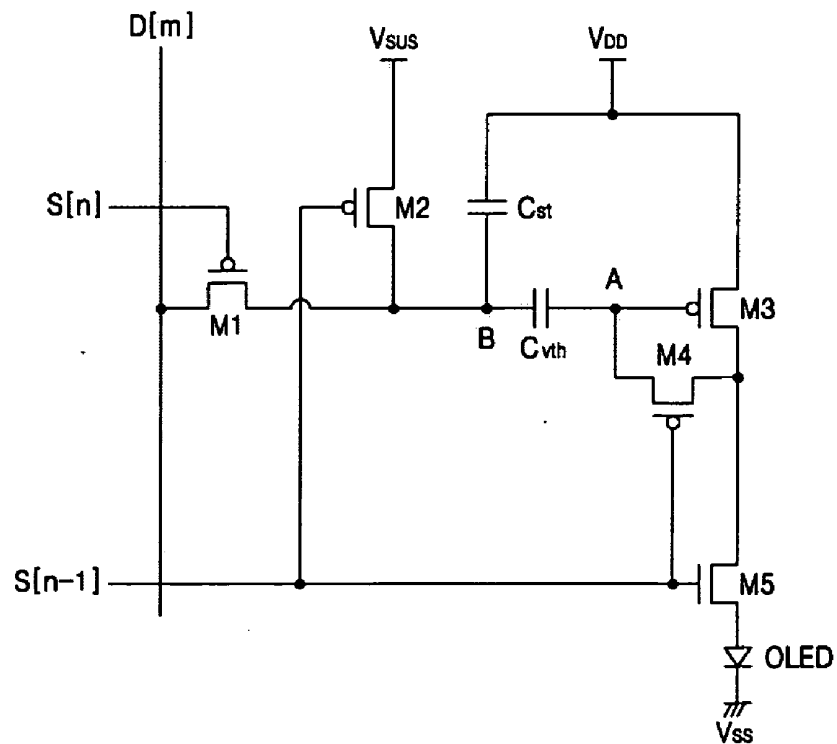 D[m]
VSUS
VDD
S[n]
M2
Cst
A
M1
B
Cvth
M3
M4
S[n-1]
M5
OLED
Vss